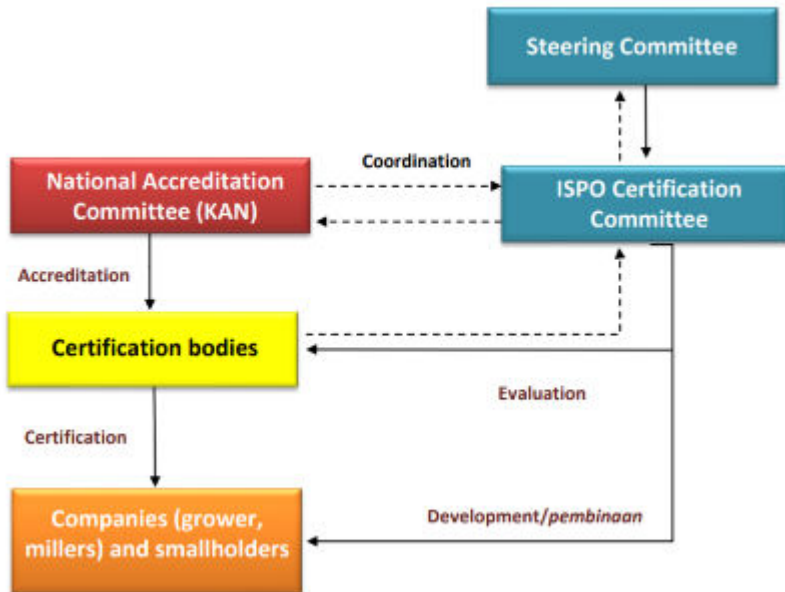 Steering Committee
Coordination
National Accreditation
Committee (KAN)
ISPO Certification
Committee
Accreditation
Certification bodies
Evaluation
Certification
Companies (grower,
millers) and smallholders
Development/pembinaan